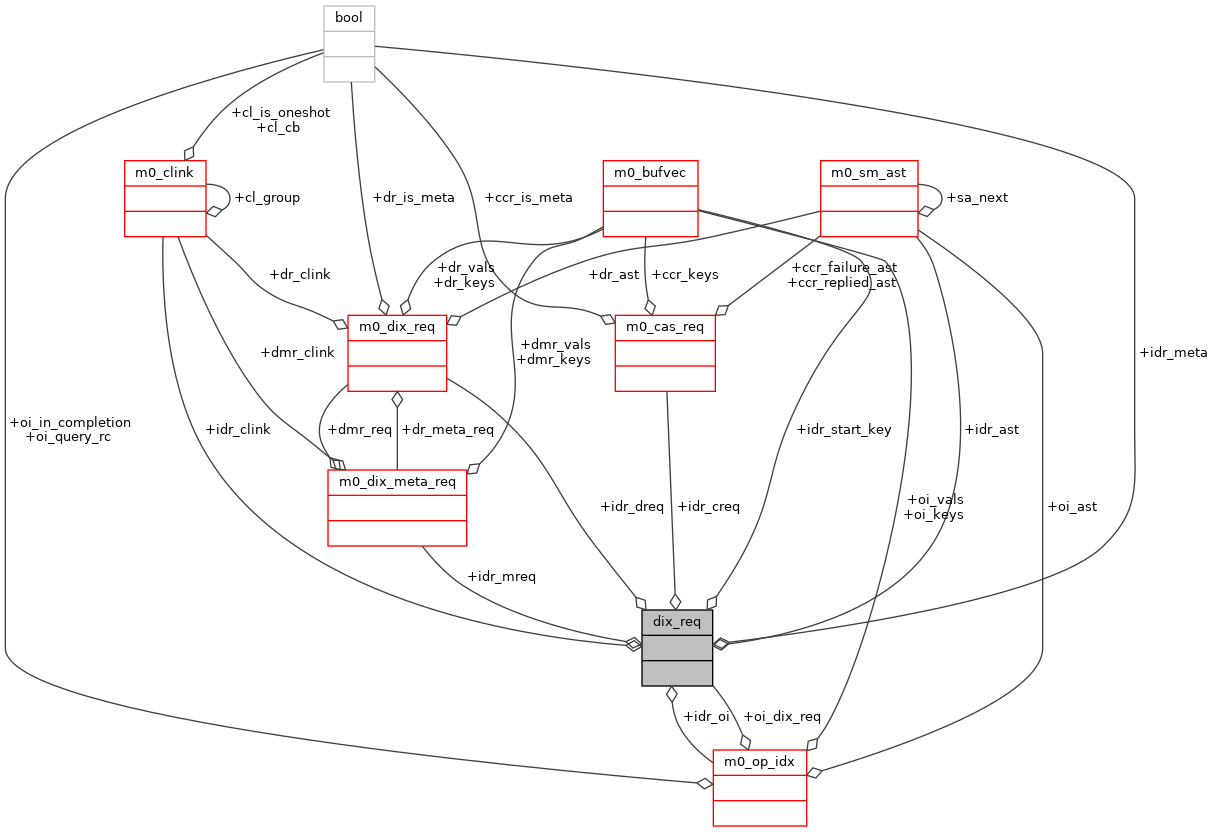 bool
+cl_is_oneshot
+cl_cb
m0_clink
m0_bufvec
m0_sm_ast
+cl_group
+dr_is_meta
+ccr_is_meta
+sa_next
+dr_clink
+dr_vals
+dr_keys
+dr_ast
+ccr_keys
+ccr_failure_ast
+ccr_replied_ast
m0_dix_req
m0_cas_req
+dmr_clink
+dmr_vals
+dmr_keys
+idr_meta
+oi_in_completion
+oi_query_rc
+idr_clink
+dmr_req
+dr_meta_req
+idr_start_key
+idr_ast
m0_dix_meta_req
+idr_dreq
+idr_creq
+oi_vals
+oi_keys
+oi_ast
+idr_mreq
dix_req
+idr_oi
+oi_dix_req
m0_op_idx